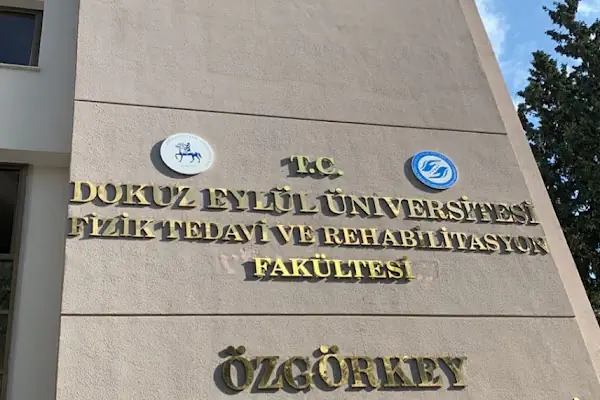 T.C.
DOKUZ EYLÜL ÜNİVERSİTESİ
FİZİK TEDAVİ VE REHABİLİTASYON
FAKÜLTESİ
ÖZGÖRKEY